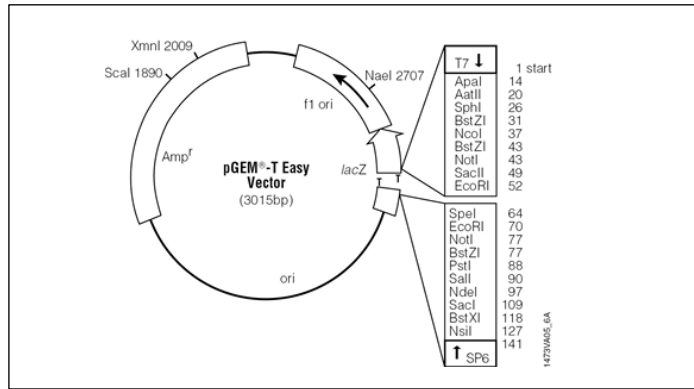 XmnI 2009
ScaI 1890
NaeI 2707
f1 ori
Ampʳ
pGEM®-T Easy
Vector
(3015bp)
lacZ
T T
ori
T7 ↓
1 start
ApaI 14
AatII 20
SphI 26
BstZI 31
NcoI 37
BstZI 43
NotI 43
SacII 49
EcoRI 52
SpeI 64
EcoRI 70
NotI 77
BstZI 77
PstI 88
SalI 90
NdeI 97
SacI 109
BstXI 118
NsiI 127
141
↑ SP6
1473VA05_6A